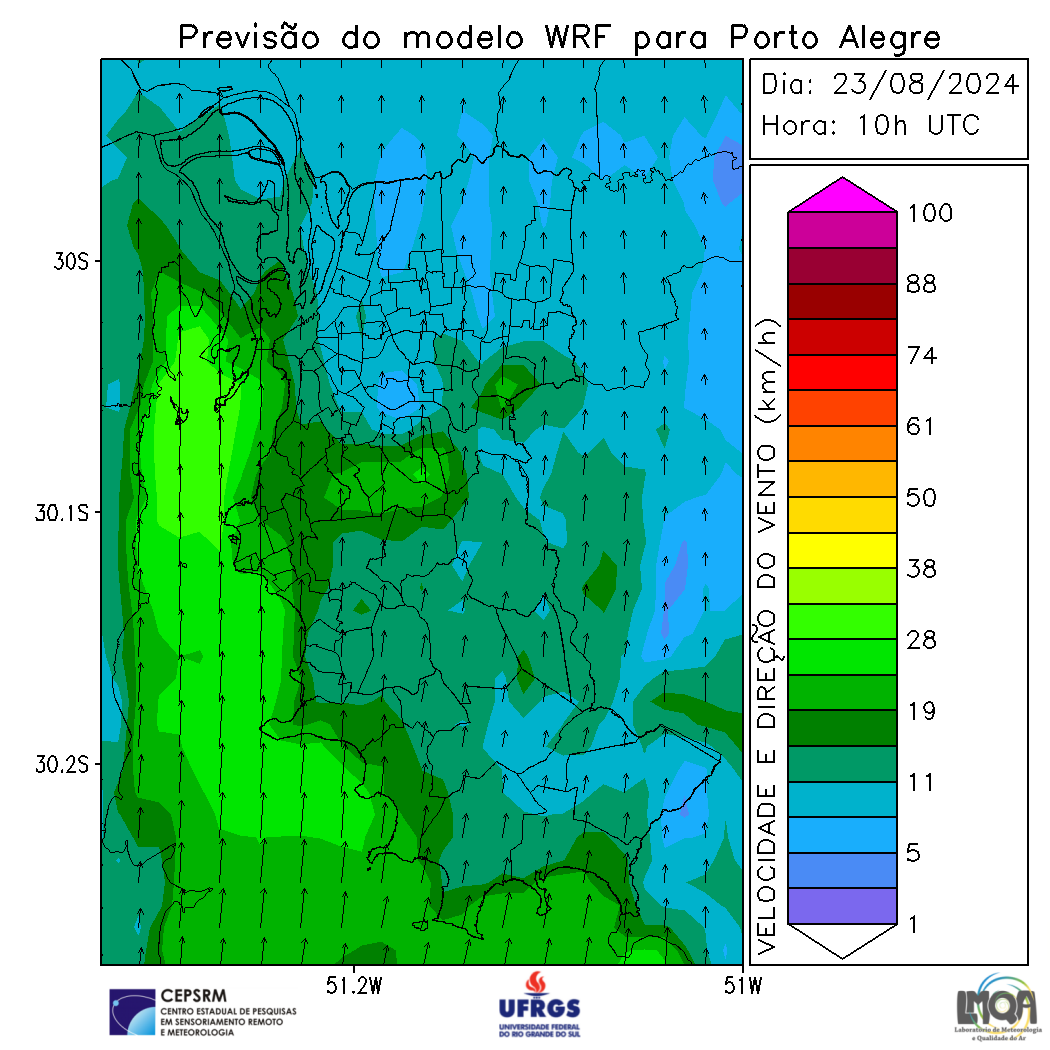 Previsão do modelo WRF para Porto Alegre
Dia: 23/08/2024
Hora: 10h UTC
30S
30.1S
30.2S
51.2W
51W
VELOCIDADE E DIREÇÃO DO VENTO (km/h)
100
88
74
61
50
38
28
19
11
5
1
CEPSRM
CENTRO ESTADUAL DE PESQUISAS
EM SENSORIAMENTO REMOTO
E METEOROLOGIA
UFRGS
UNIVERSIDADE FEDERAL
DO RIO GRANDE DO SUL
LMQA
Laboratório de Meteorologia
e Qualidade do Ar